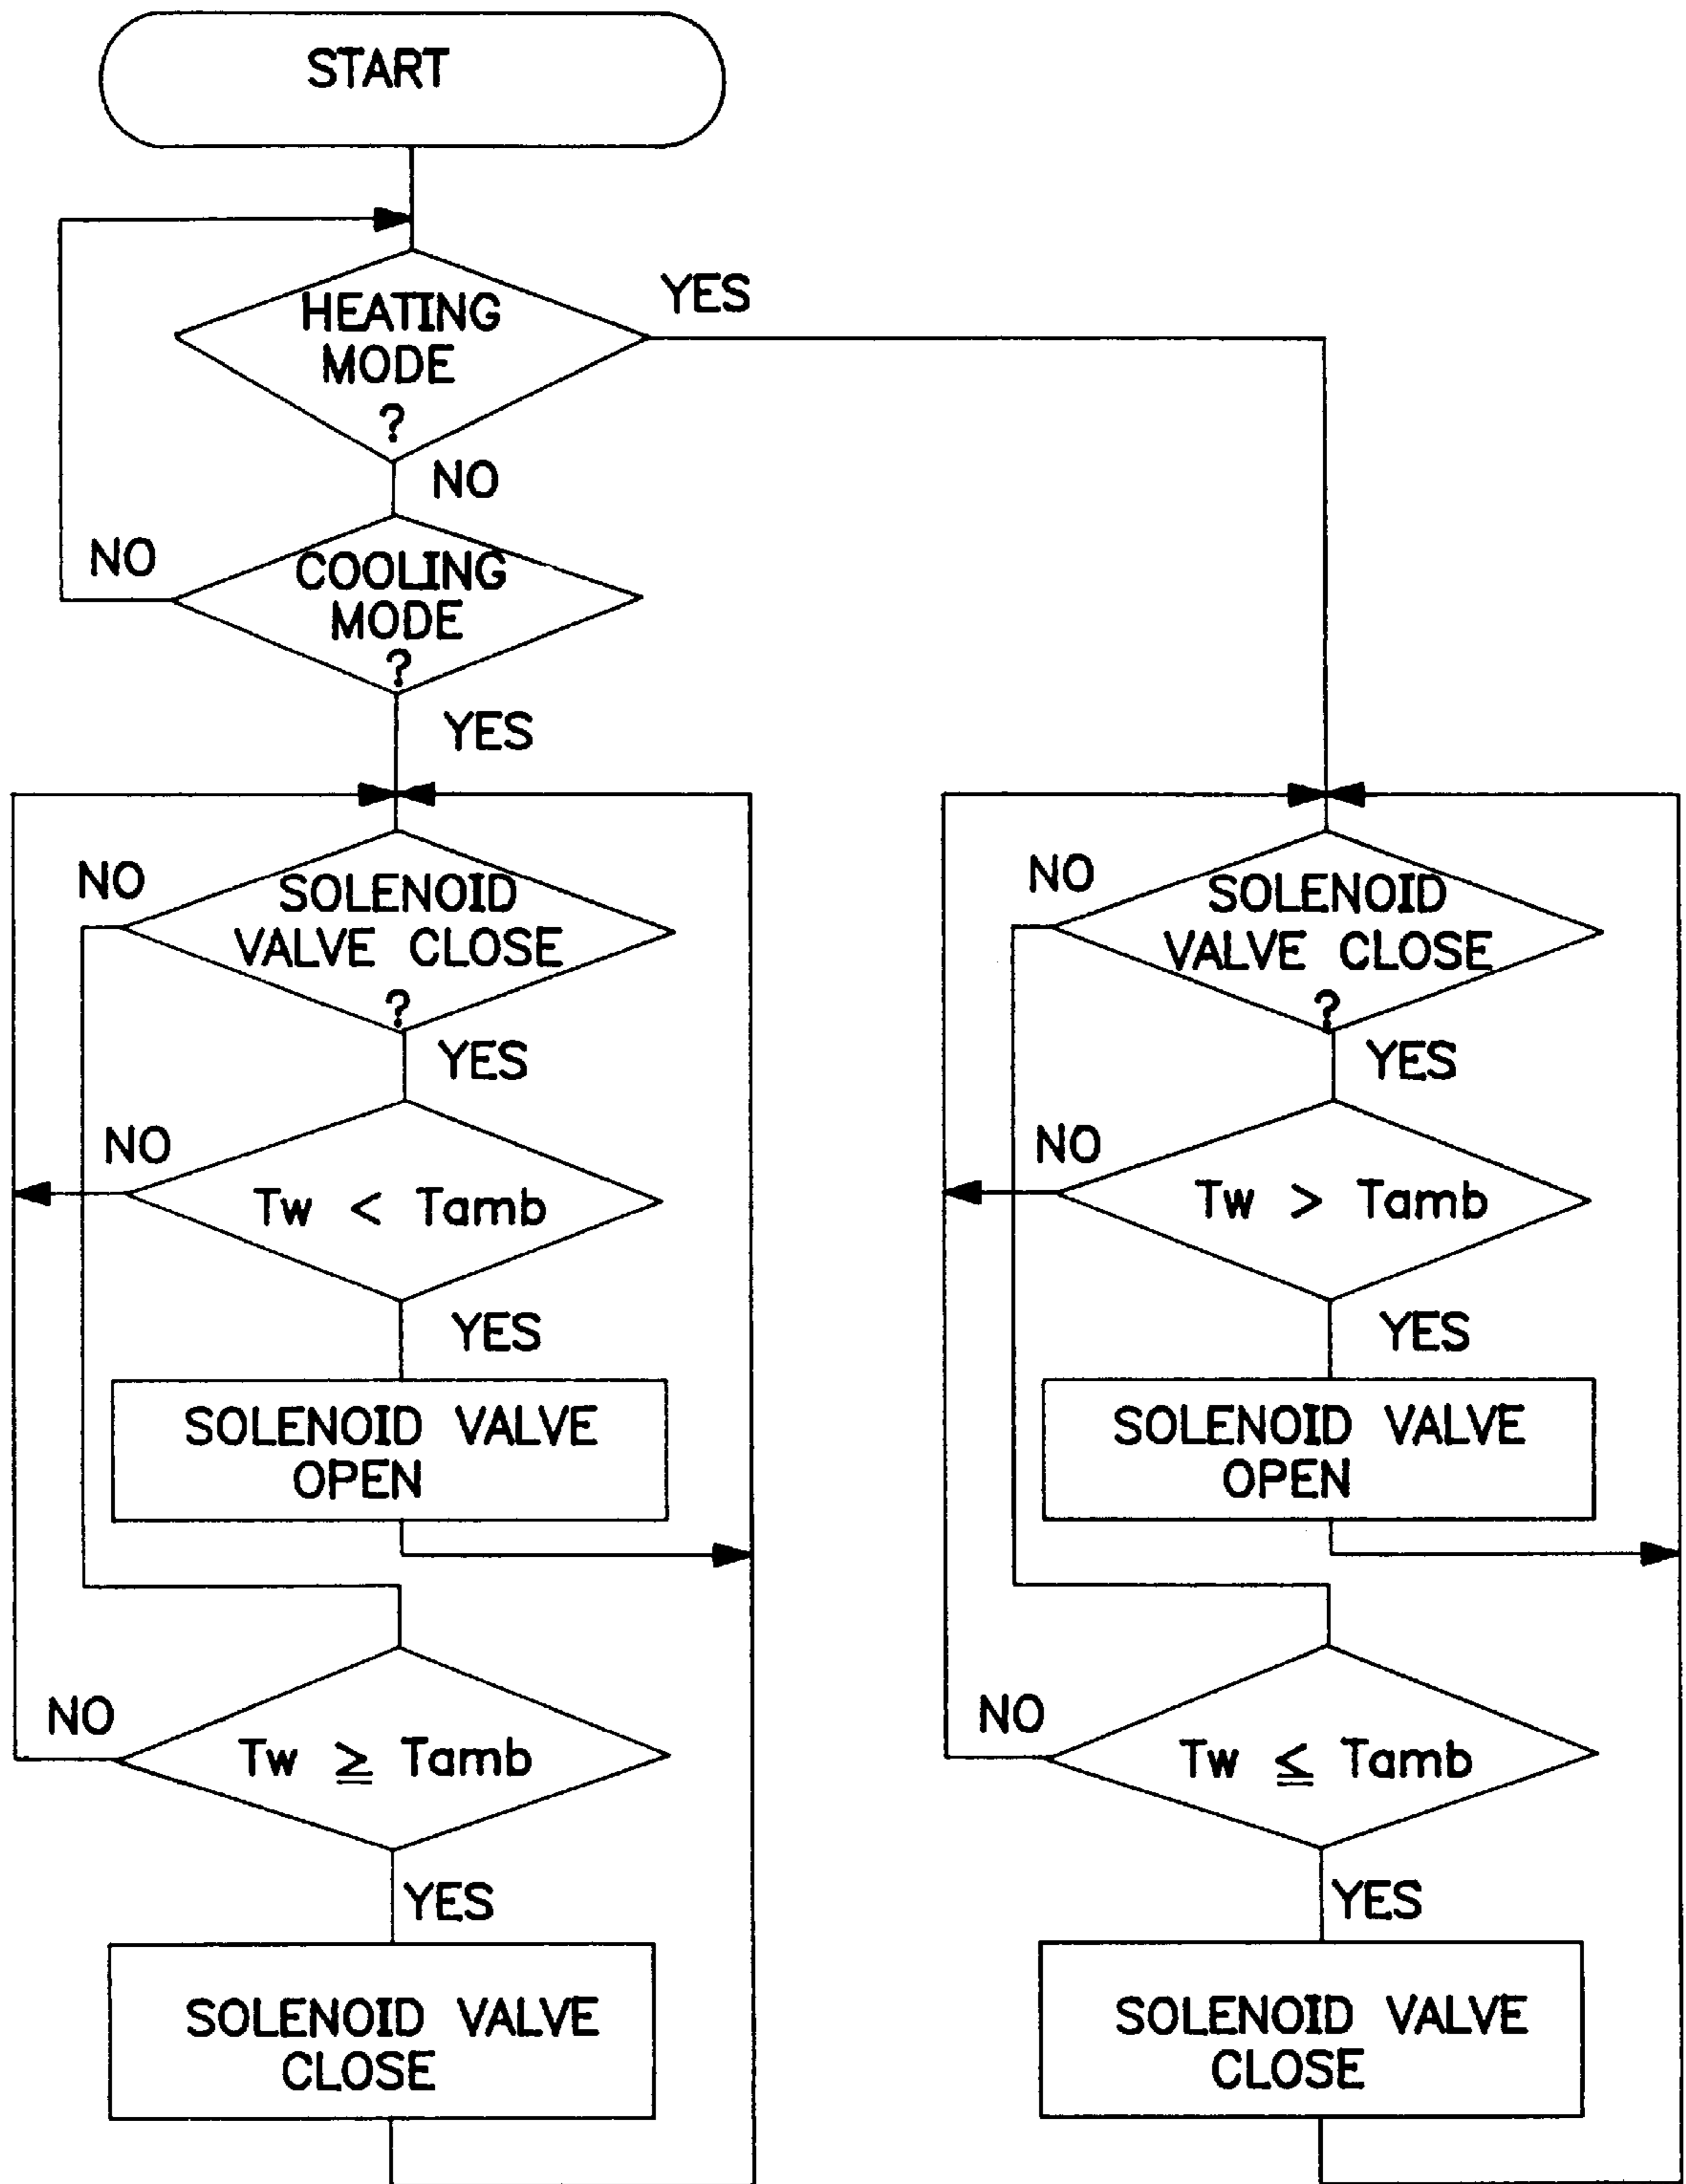 START
HEATING
MODE
?
YES
NO
NO
COOLING
MODE
?
YES
NO
SOLENOID
VALVE CLOSE
?
YES
NO
Tw < Tamb
YES
SOLENOID VALVE
OPEN
NO
Tw ≥ Tamb
YES
SOLENOID VALVE
CLOSE
NO
SOLENOID
VALVE CLOSE
?
YES
NO
Tw > Tamb
YES
SOLENOID VALVE
OPEN
NO
Tw ≤ Tamb
YES
SOLENOID VALVE
CLOSE